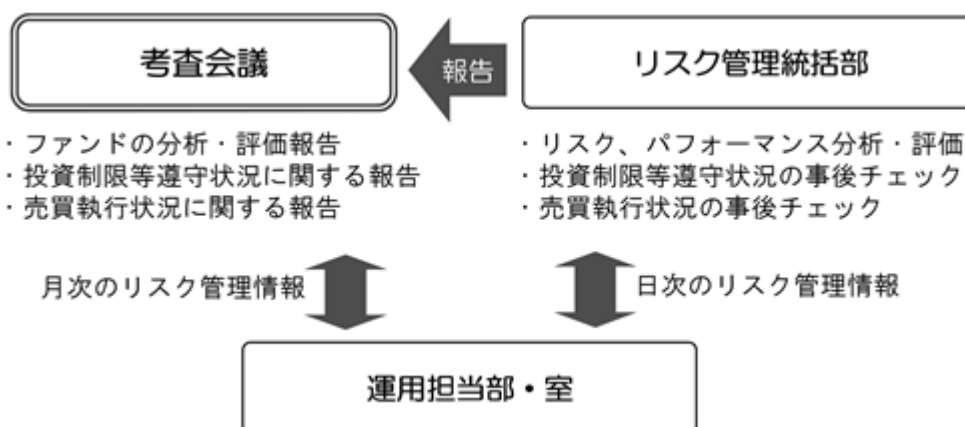 考査会議
報告
リスク管理統括部
・ファンドの分析・評価報告
・投資制限等遵守状況に関する報告
・売買執行状況に関する報告
・リスク、パフォーマンス分析・評価
・投資制限等遵守状況の事後チェック
・売買執行状況の事後チェック
月次のリスク管理情報
日次のリスク管理情報
運用担当部・室